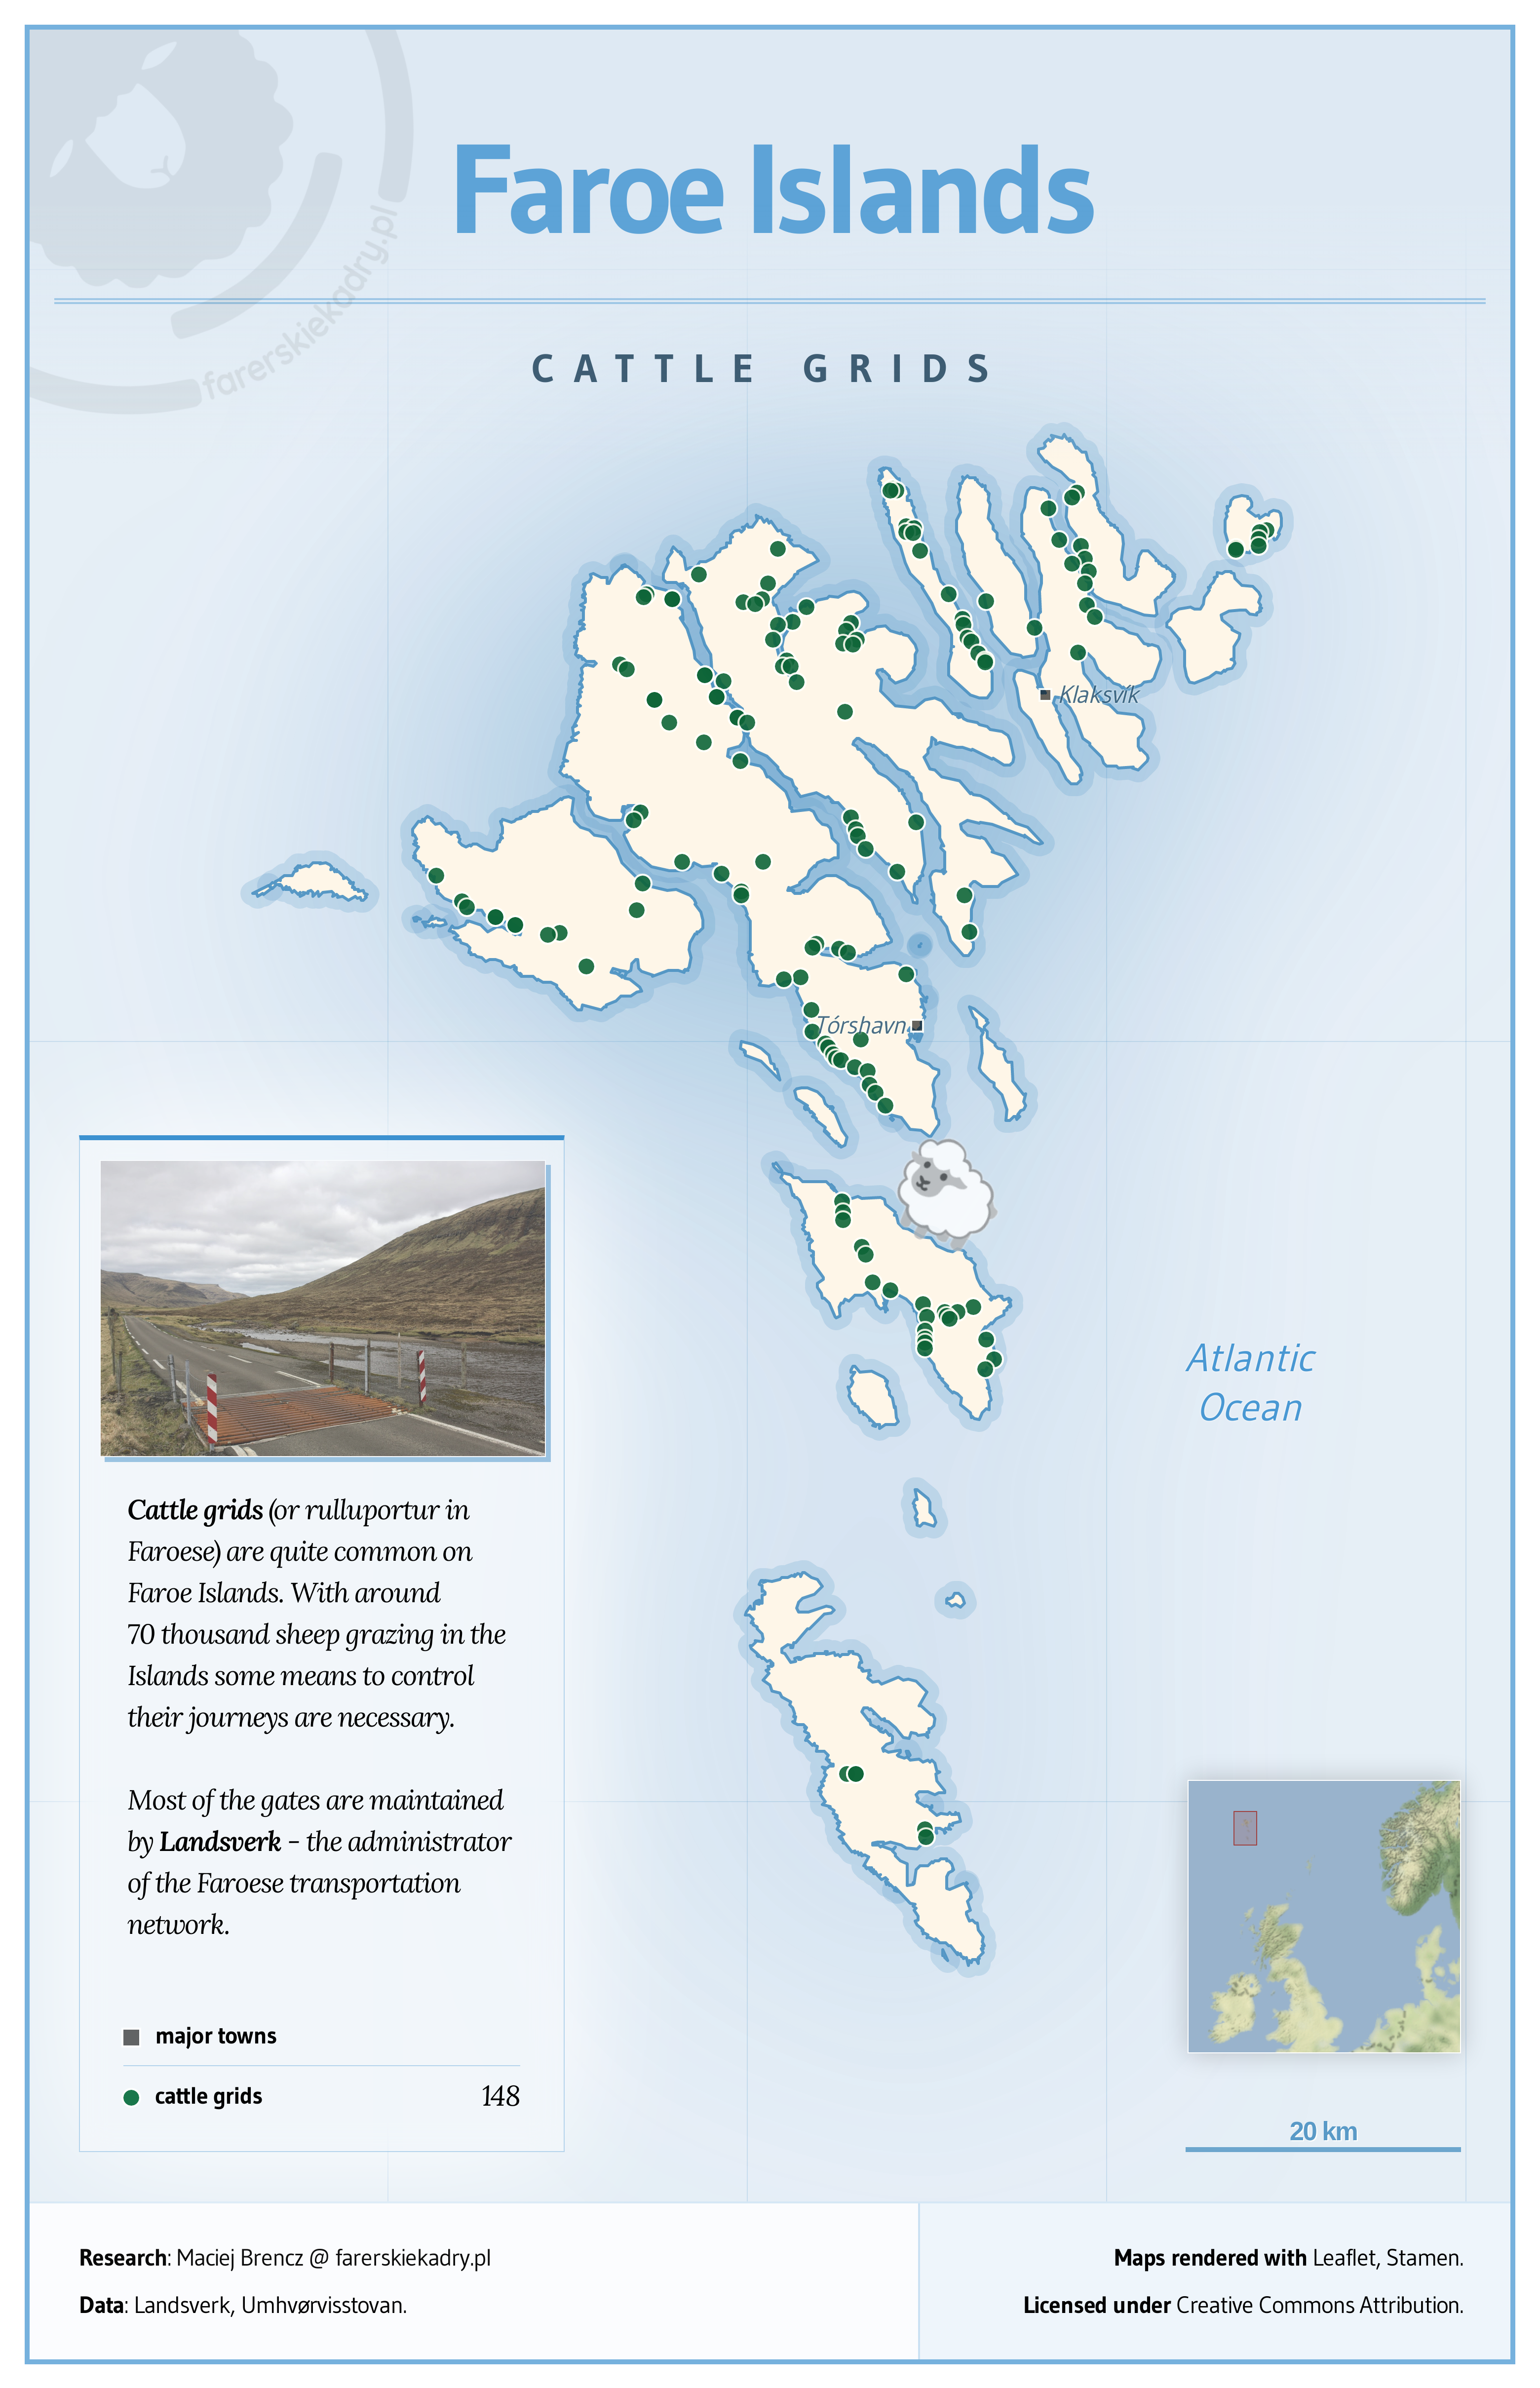 farerskiekadry.pl
Faroe Islands
CATTLE GRIDS
Klaksvík
Tórshavn
Atlantic
Ocean
Cattle grids (or rulluportur in
Faroese) are quite common on
Faroe Islands. With around
70 thousand sheep grazing in the
Islands some means to control
their journeys are necessary.
Most of the gates are maintained
by Landsverk - the administrator
of the Faroese transportation
network.
major towns
cattle grids 148
20 km
Research: Maciej Brencz @ farerskiekadry.pl
Data: Landsverk, Umhvørvisstovan.
Maps rendered with Leaflet, Stamen.
Licensed under Creative Commons Attribution.